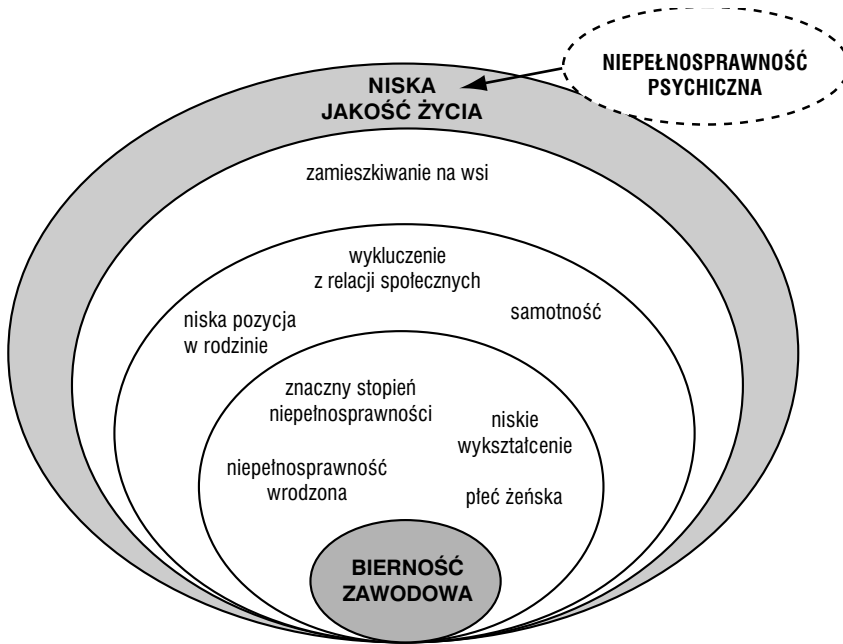 NIEPEŁNOSPRAWNOŚĆ
PSYCHICZNA
NISKA
JAKOŚĆ ŻYCIA
zamieszkiwanie na wsi
wykluczenie
z relacji społecznych
samotność
niska pozycja
w rodzinie
znaczny stopień
niepełnosprawności
niskie
wykształcenie
niepełnosprawność
wrodzona
płeć żeńska
BIERNOŚĆ
ZAWODOWA